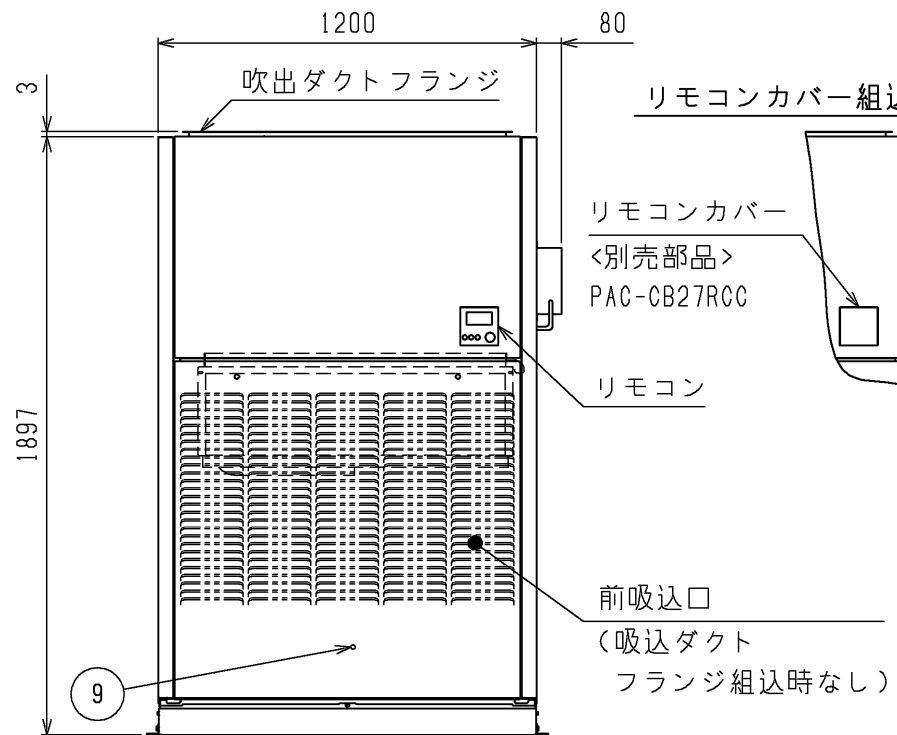 1200
80
3
吹出ダクトフランジ
リモコンカバー組込
リモコンカバー
<別売部品>
PAC-CB27RCC
リモコン
1897
前吸込口
(吸込ダクト
フランジ組込時なし)
9